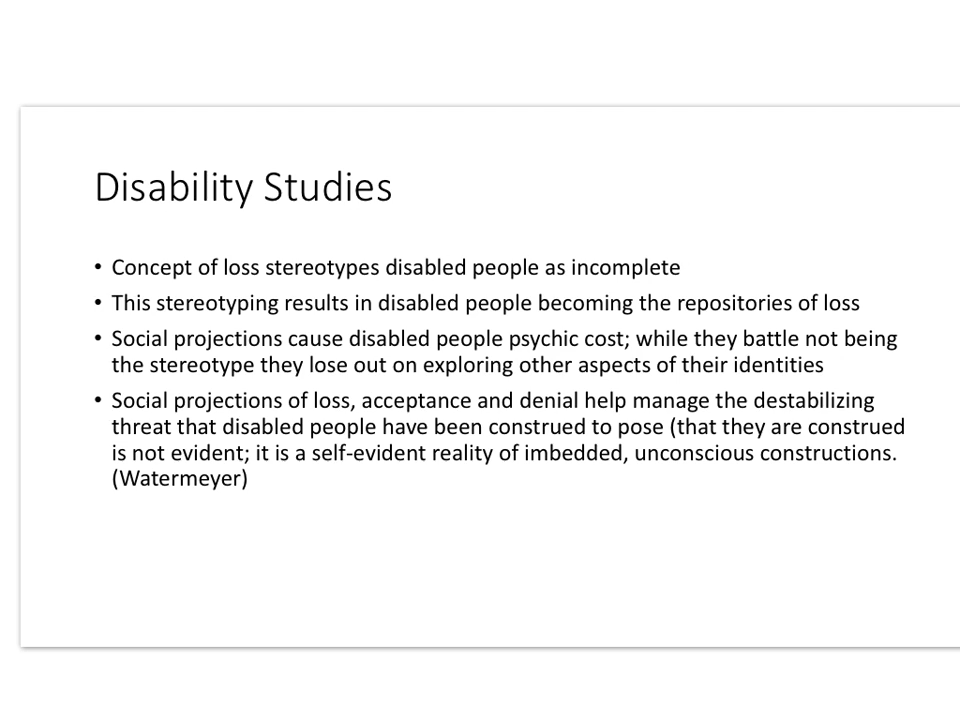 Disability Studies
• Concept of loss stereotypes disabled people as incomplete
• This stereotyping results in disabled people becoming the repositories of loss
• Social projections cause disabled people psychic cost; while they battle not being
the stereotype they lose out on exploring other aspects of their identities
• Social projections of loss, acceptance and denial help manage the destabilizing
threat that disabled people have been construed to pose (that they are construed
is not evident; it is a self-evident reality of imbedded, unconscious constructions.
(Watermeyer)